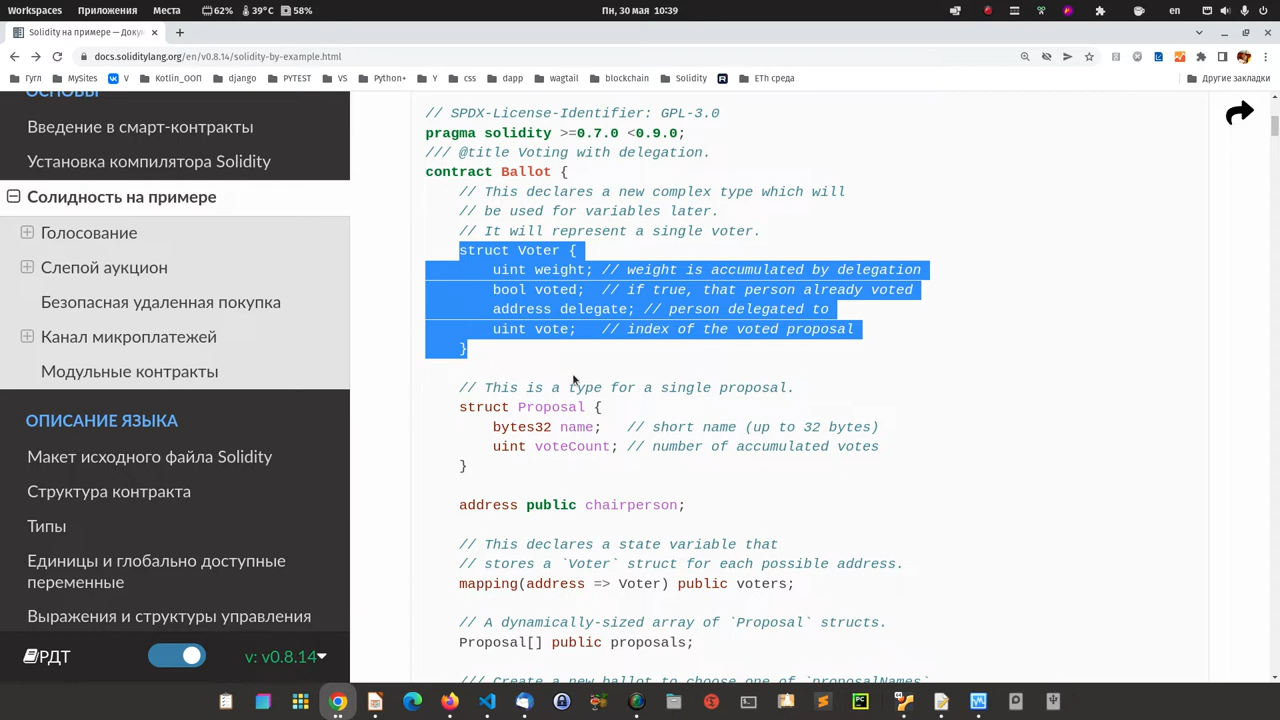 Workspaces Приложения Места 62% 39°C 58% Пн, 30 мая 10:39 en
Solidity на примере — Доку
docs.soliditylang.org/en/v0.8.14/solidity-by-example.html
Гугл MySites V Kotlin_ООП django PYTEST VS Python+ Y css dapp wagtail blockchain Solidity ETh среда Другие закладки
ОСНОВЫ
Введение в смарт-контракты
Установка компилятора Solidity
Солидность на примере
Голосование
Слепой аукцион
Безопасная удаленная покупка
Канал микроплатежей
Модульные контракты
ОПИСАНИЕ ЯЗЫКА
Макет исходного файла Solidity
Структура контракта
Типы
Единицы и глобально доступные
переменные
Выражения и структуры управления
РДТ v: v0.8.14
// SPDX-License-Identifier: GPL-3.0
pragma solidity >=0.7.0 <0.9.0;
/// @title Voting with delegation.
contract Ballot {
// This declares a new complex type which will
// be used for variables later.
// It will represent a single voter.
struct Voter {
uint weight; // weight is accumulated by delegation
bool voted; // if true, that person already voted
address delegate; // person delegated to
uint vote; // index of the voted proposal
}
// This is a type for a single proposal.
struct Proposal {
bytes32 name; // short name (up to 32 bytes)
uint voteCount; // number of accumulated votes
}
address public chairperson;
// This declares a state variable that
// stores a `Voter` struct for each possible address.
mapping(address => Voter) public voters;
// A dynamically-sized array of `Proposal` structs.
Proposal[] public proposals;
/// Create a new ballot to choose one of `proposalNames`.